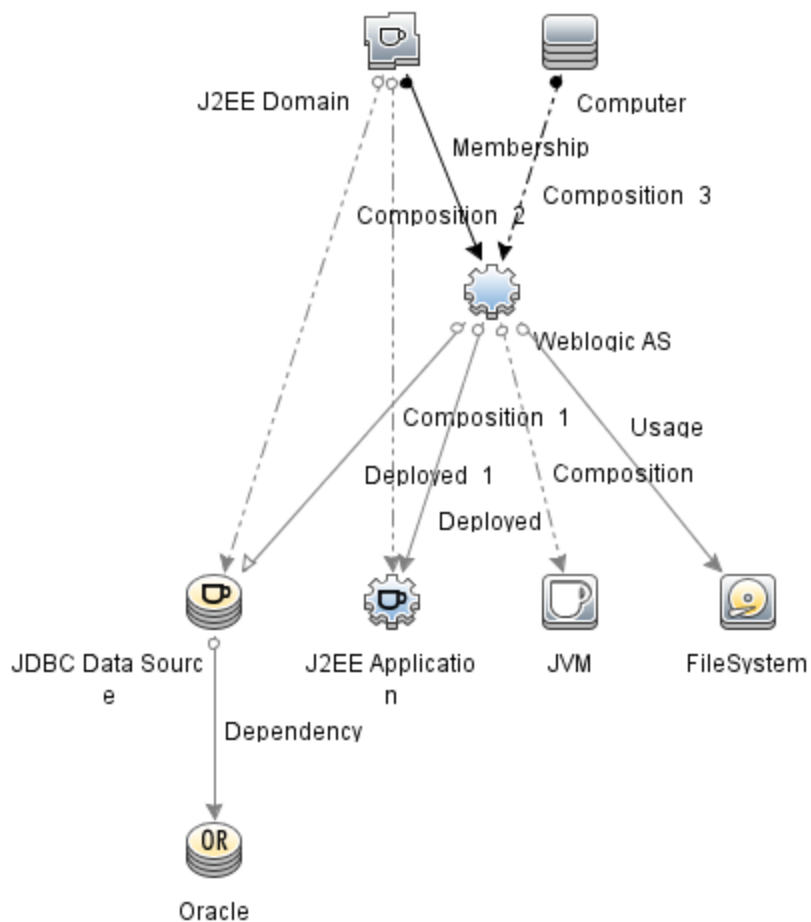 J2EE Domain
Computer
Membership
Composition 3
Composition 2
Weblogic AS
Composition 1
Usage
Deployed 1
Composition
Deployed
JDBC Data Sourc
e
J2EE Applicatio
n
JVM
FileSystem
Dependency
OR
Oracle